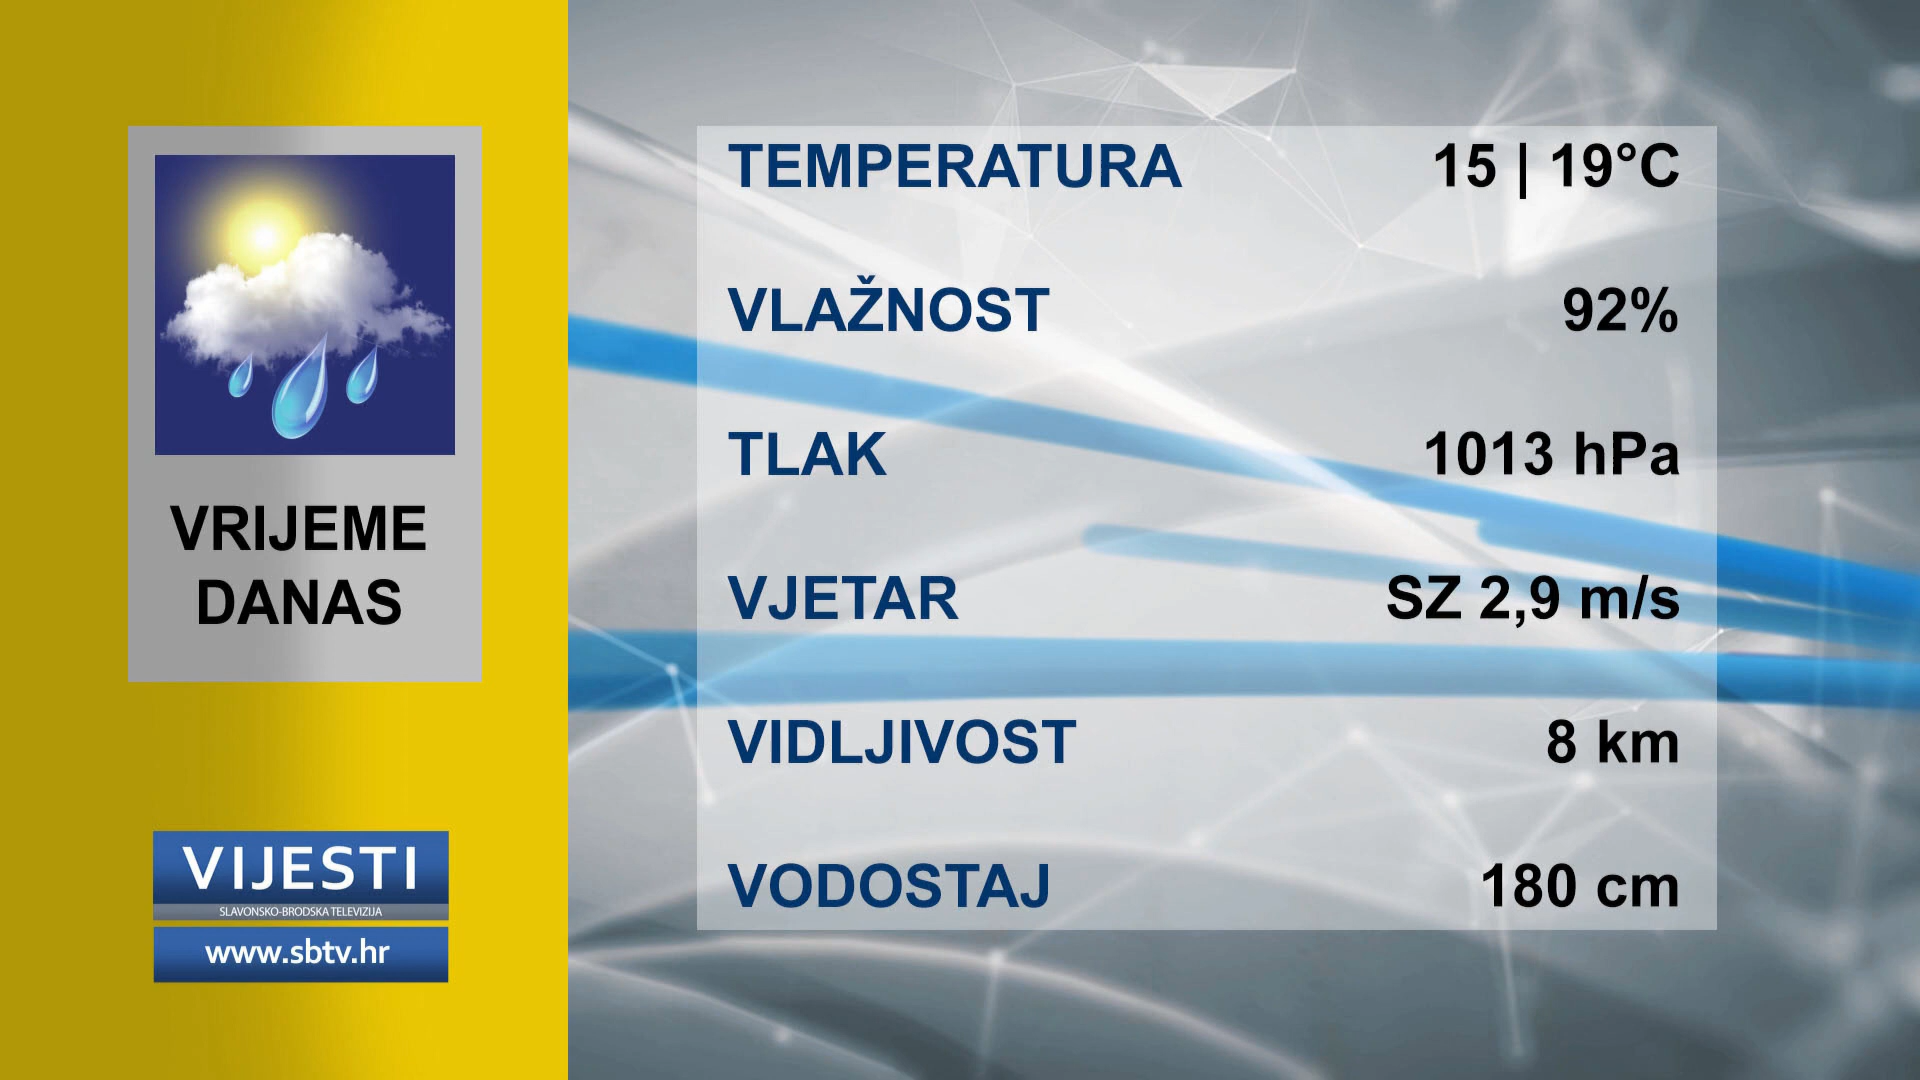 VRIJEME
DANAS
VIJESTI
SLAVONSKO-BRODSKA TELEVIZIJA
www.sbtv.hr
TEMPERATURA 15 | 19°C
VLAŽNOST 92%
TLAK 1013 hPa
VJETAR SZ 2,9 m/s
VIDLJIVOST 8 km
VODOSTAJ 180 cm